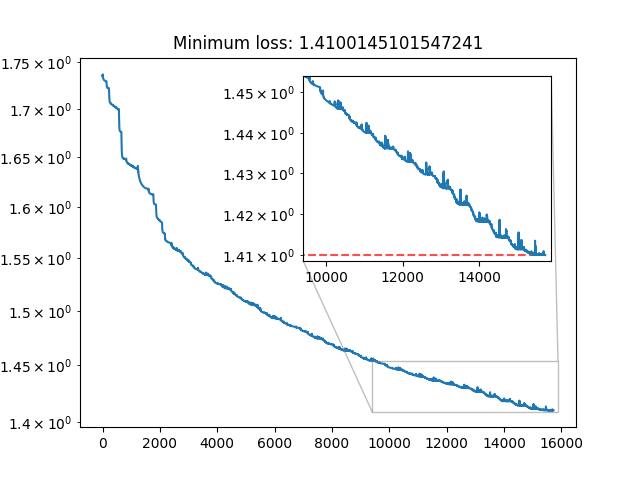 Minimum loss: 1.4100145101547241
1.75 × 10⁰
1.7 × 10⁰
1.65 × 10⁰
1.6 × 10⁰
1.55 × 10⁰
1.5 × 10⁰
1.45 × 10⁰
1.4 × 10⁰
1.45 × 10⁰
1.44 × 10⁰
1.43 × 10⁰
1.42 × 10⁰
1.41 × 10⁰
10000 12000 14000
0 2000 4000 6000 8000 10000 12000 14000 16000